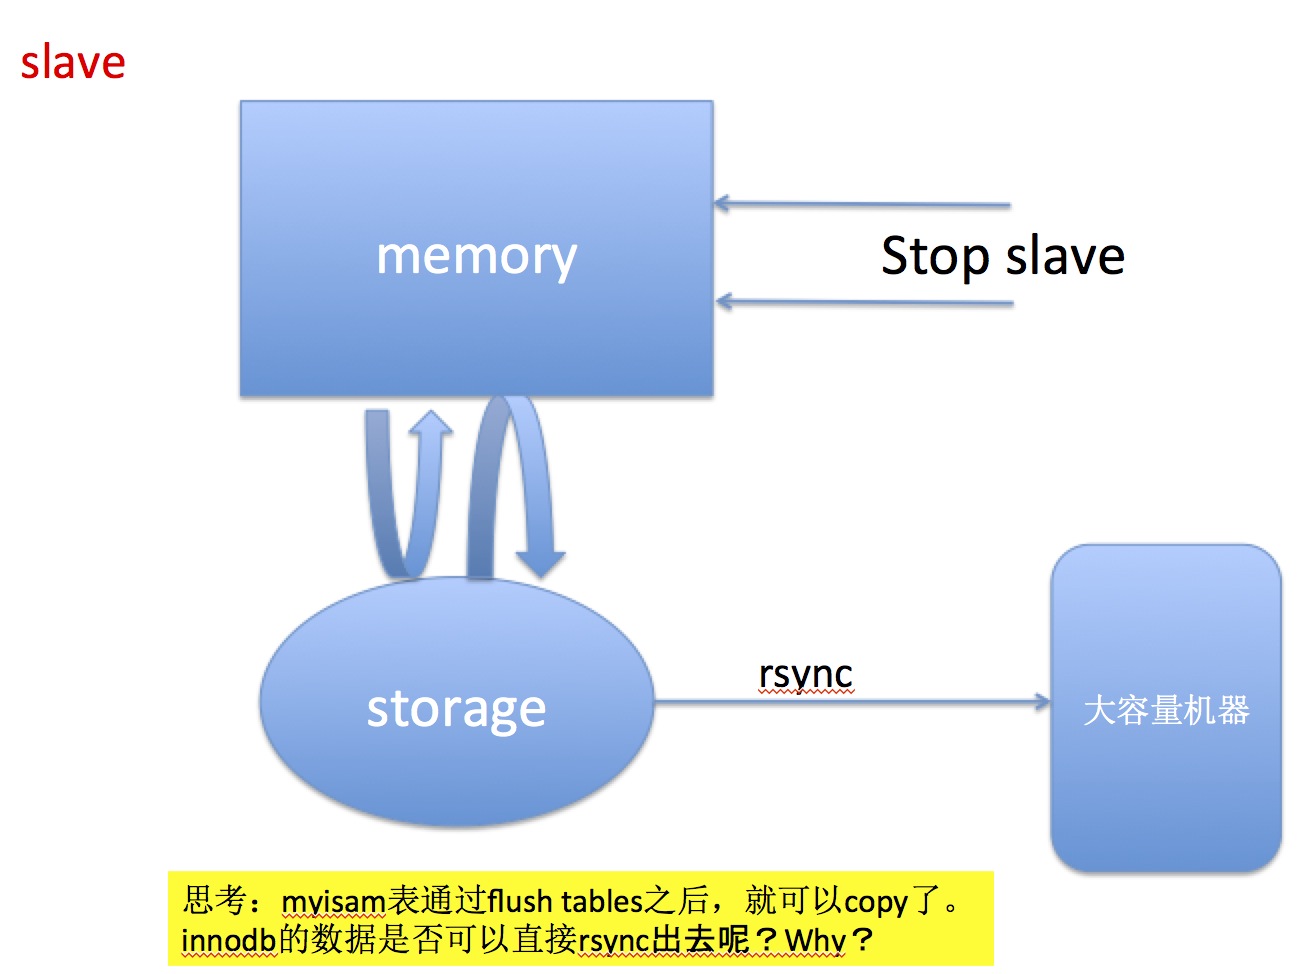 slave
memory
Stop slave
storage
rsync
大容量机器
思考：myisam表通过flush tables之后，就可以copy了。
innodb的数据是否可以直接rsync出去呢？Why？